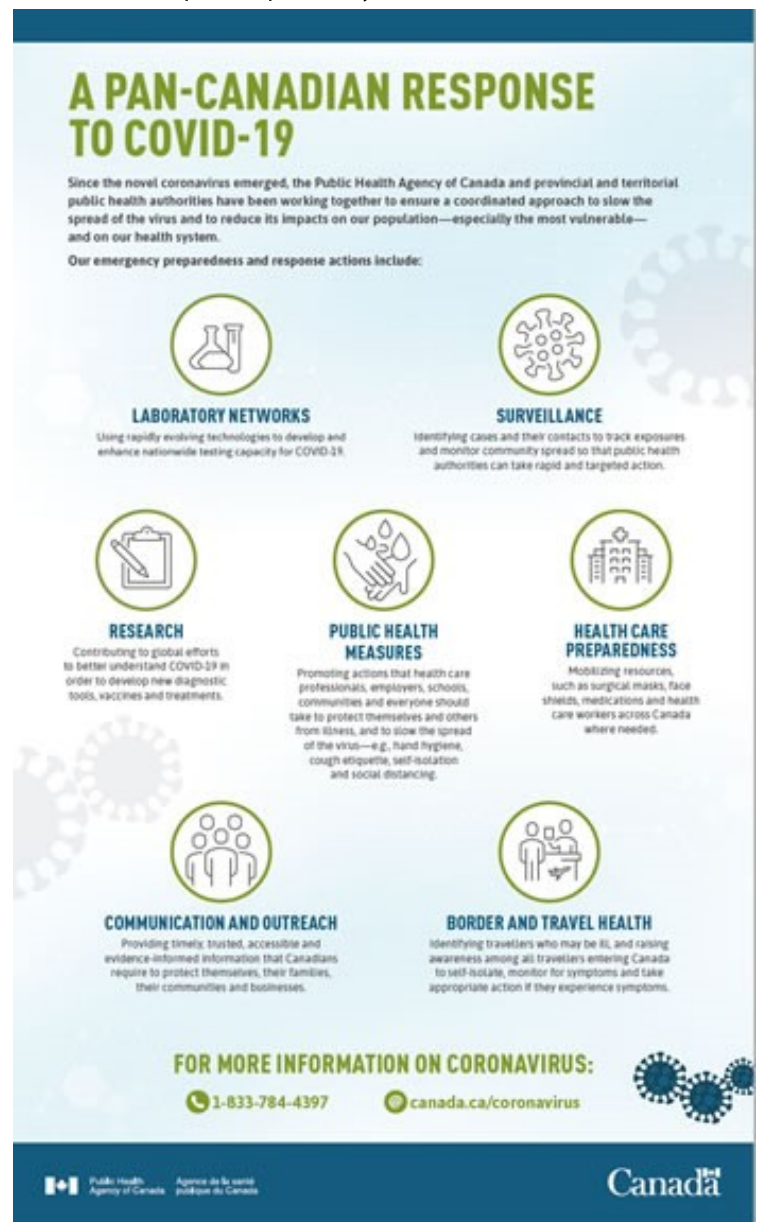 A PAN-CANADIAN RESPONSE
TO COVID-19
Since the novel coronavirus emerged, the Public Health Agency of Canada and provincial and territorial
public health authorities have been working together to ensure a coordinated approach to slow the
spread of the virus and to reduce its impacts on our population—especially the most vulnerable—
and on our health system.
Our emergency preparedness and response actions include:
LABORATORY NETWORKS
Using rapidly evolving technologies to develop and
enhance nationwide testing capacity for COVID-19.
SURVEILLANCE
Identifying cases and their contacts to track exposures
and monitor community spread so that public health
authorities can take rapid and targeted action.
RESEARCH
Contributing to global efforts
to better understand COVID-19 in
order to develop new diagnostic
tools, vaccines and treatments.
PUBLIC HEALTH
MEASURES
Promoting actions that health care
professionals, employers, schools,
communities and everyone should
take to protect themselves and others
from illness, and to slow the spread
of the virus—e.g., hand hygiene,
cough etiquette, self-isolation
and social distancing.
HEALTH CARE
PREPAREDNESS
Mobilizing resources,
such as surgical masks, face
shields, medications and health
care workers across Canada
where needed.
COMMUNICATION AND OUTREACH
Providing timely, trusted, accessible and
evidence-informed information that Canadians
require to protect themselves, their families,
their communities and businesses.
BORDER AND TRAVEL HEALTH
Identifying travellers who may be ill, and raising
awareness among all travellers entering Canada
to self-isolate, monitor for symptoms and take
appropriate action if they experience symptoms.
FOR MORE INFORMATION ON CORONAVIRUS:
1-833-784-4397
canada.ca/coronavirus
Public Health
Agency of Canada
Agence de la santé
publique du Canada
Canada